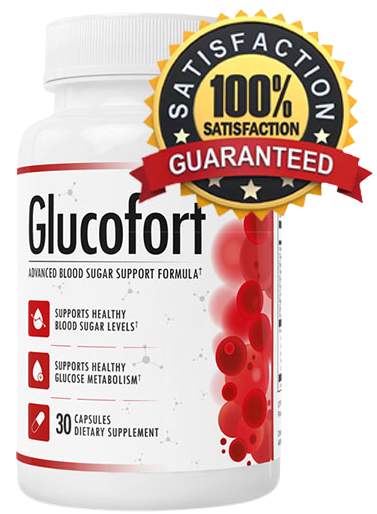 SATISFACTION
100%
SATISFACTION
GUARANTEED
Glucofort
ADVANCED BLOOD SUGAR SUPPORT FORMULA†
SUPPORTS HEALTHY
BLOOD SUGAR LEVELS†
SUPPORTS HEALTHY
GLUCOSE METABOLISM†
30 CAPSULES
DIETARY SUPPLEMENT